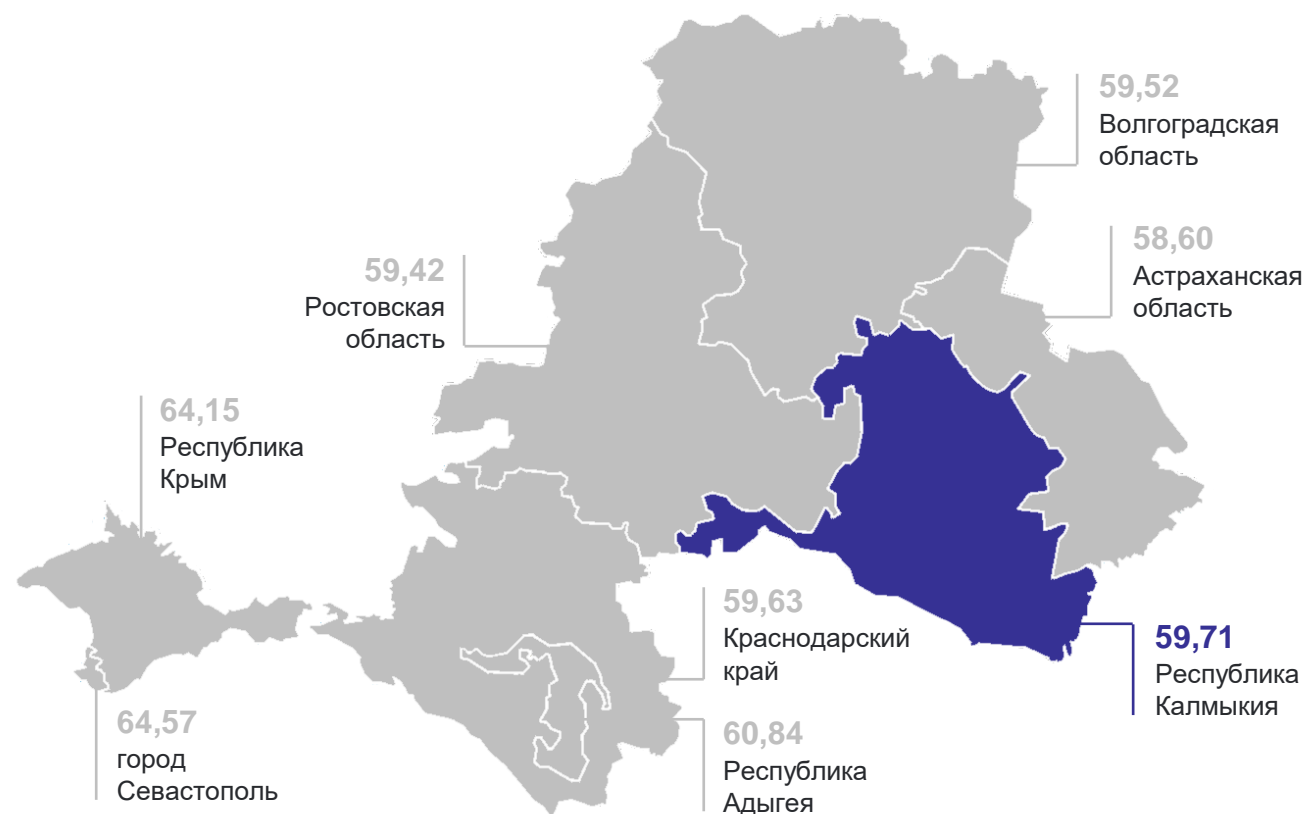 59,52
Волгоградская
область
58,60
Астраханская
область
59,42
Ростовская
область
64,15
Республика
Крым
59,63
Краснодарский
край
59,71
Республика
Калмыкия
64,57
город
Севастополь
60,84
Республика
Адыгея